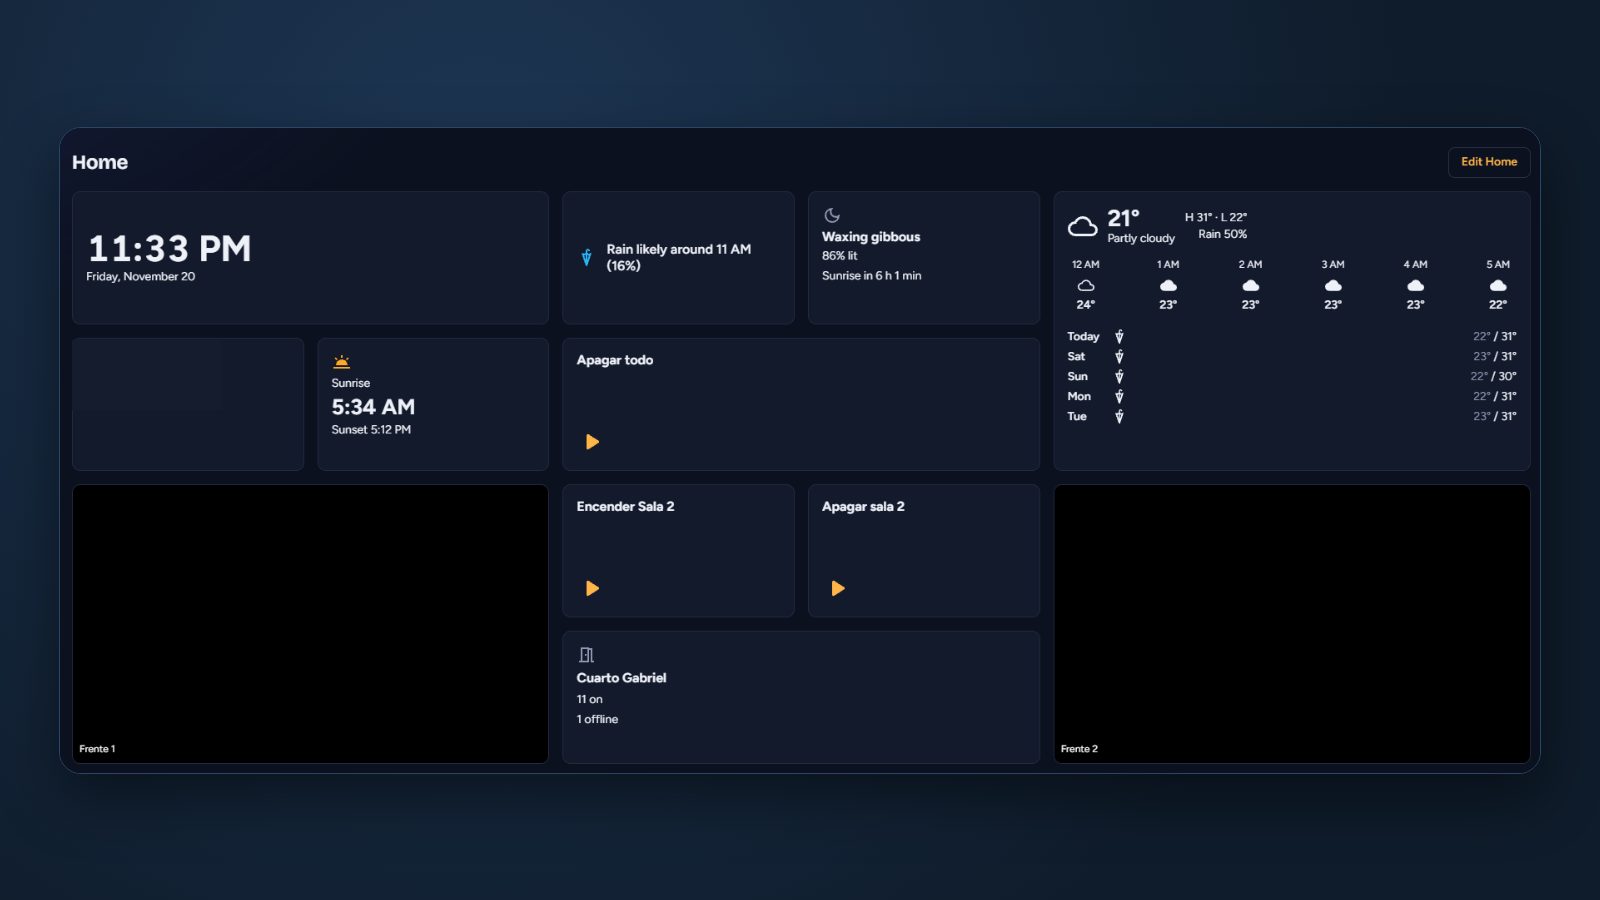 Home
Edit Home
11:33 PM
Friday, November 20
Rain likely around 11 AM
(16%)
Waxing gibbous
86% lit
Sunrise in 6 h 1 min
21°
Partly cloudy
H 31° · L 22°
Rain 50%
12 AM 1 AM 2 AM 3 AM 4 AM 5 AM
24° 23° 23° 23° 23° 22°
Today 22° / 31°
Sat 23° / 31°
Sun 22° / 30°
Mon 22° / 31°
Tue 23° / 31°
Sunrise
5:34 AM
Sunset 5:12 PM
Apagar todo
Encender Sala 2
Apagar sala 2
Cuarto Gabriel
11 on
1 offline
Frente 1
Frente 2